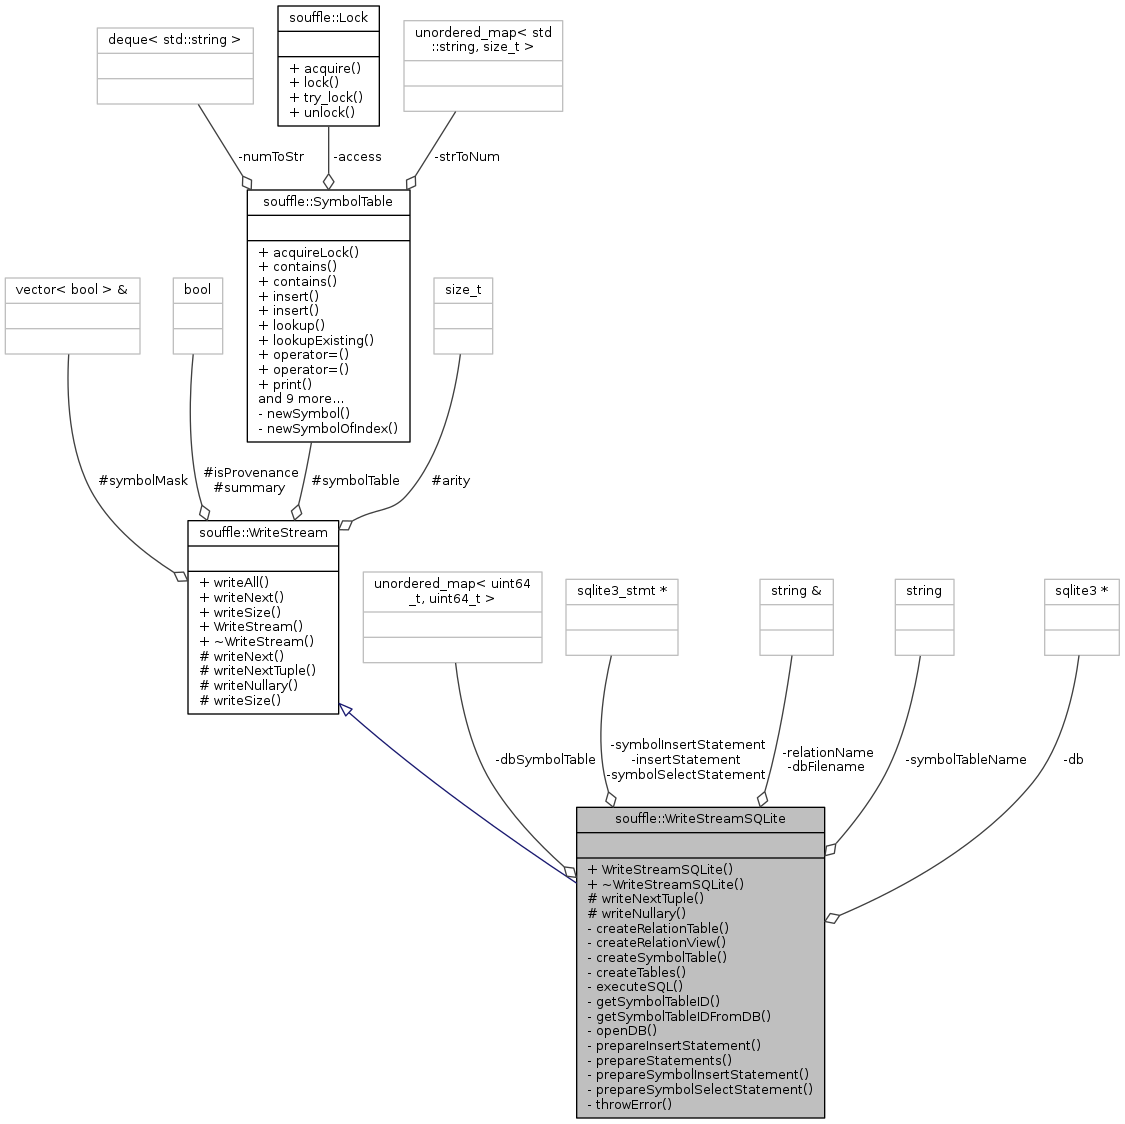 souffle::Lock
+ acquire()
+ lock()
+ try_lock()
+ unlock()
deque< std::string >
unordered_map< std
::string, size_t >
-numToStr
-access
-strToNum
souffle::SymbolTable
+ acquireLock()
+ contains()
+ contains()
+ insert()
+ insert()
+ lookup()
+ lookupExisting()
+ operator=()
+ operator=()
+ print()
and 9 more...
- newSymbol()
- newSymbolOfIndex()
vector< bool > &
bool
size_t
#symbolMask
#isProvenance
#summary
#symbolTable
#arity
souffle::WriteStream
+ writeAll()
+ writeNext()
+ writeSize()
+ WriteStream()
+ ~WriteStream()
# writeNext()
# writeNextTuple()
# writeNullary()
# writeSize()
unordered_map< uint64
_t, uint64_t >
sqlite3_stmt *
string &
string
sqlite3 *
-dbSymbolTable
-symbolInsertStatement
-insertStatement
-symbolSelectStatement
-relationName
-dbFilename
-symbolTableName
-db
souffle::WriteStreamSQLite
+ WriteStreamSQLite()
+ ~WriteStreamSQLite()
# writeNextTuple()
# writeNullary()
- createRelationTable()
- createRelationView()
- createSymbolTable()
- createTables()
- executeSQL()
- getSymbolTableID()
- getSymbolTableIDFromDB()
- openDB()
- prepareInsertStatement()
- prepareStatements()
- prepareSymbolInsertStatement()
- prepareSymbolSelectStatement()
- throwError()